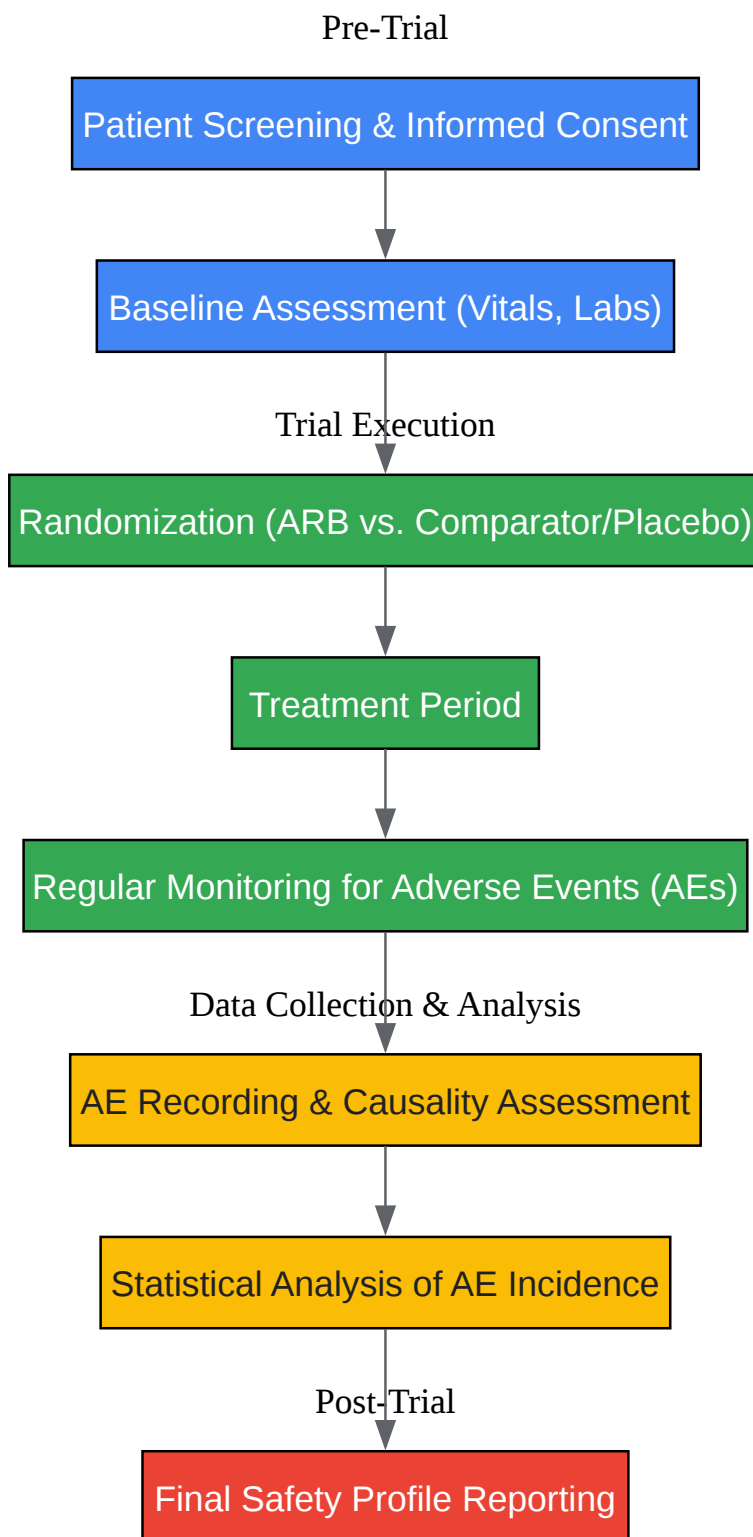 Pre-Trial
Patient Screening & Informed Consent
Baseline Assessment (Vitals, Labs)
Trial Execution
Randomization (ARB vs. Comparator/Placebo)
Treatment Period
Regular Monitoring for Adverse Events (AEs)
Data Collection & Analysis
AE Recording & Causality Assessment
Statistical Analysis of AE Incidence
Post-Trial
Final Safety Profile Reporting